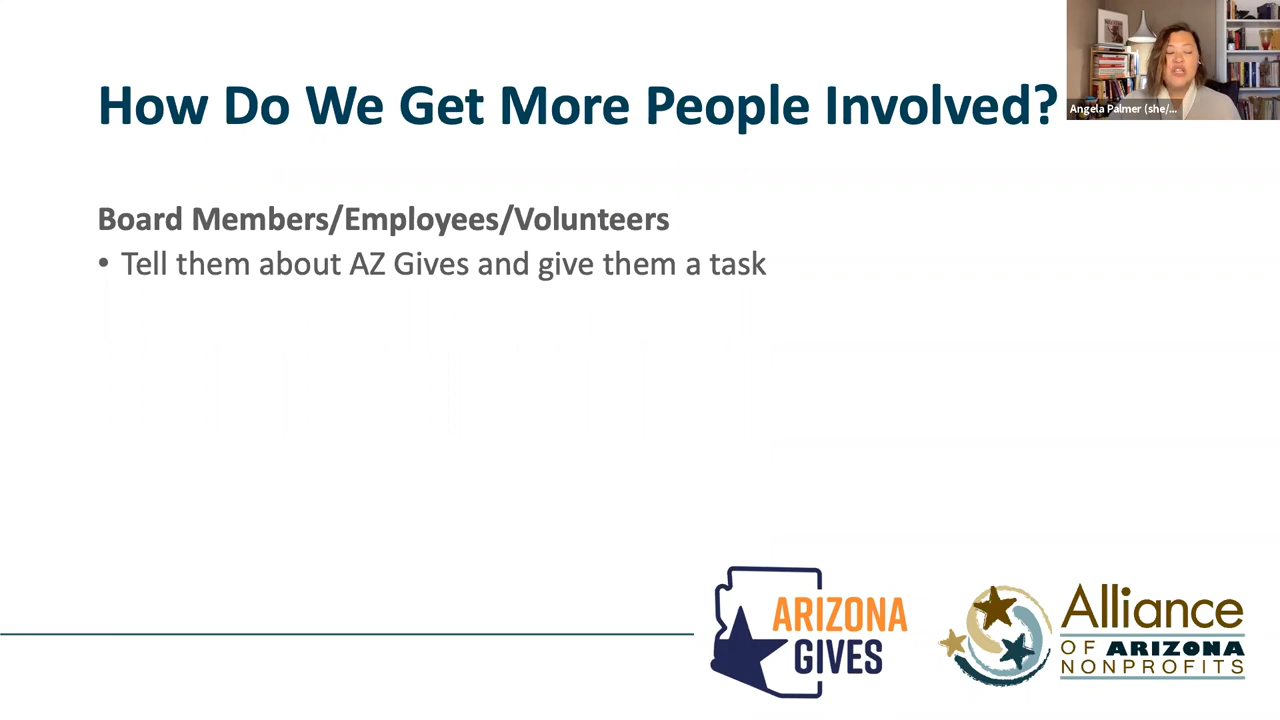 How Do We Get More People Involved?
Angela Palmer (she/...
Board Members/Employees/Volunteers
• Tell them about AZ Gives and give them a task
ARIZONA
GIVES
Alliance
OF ARIZONA
NONPROFITS